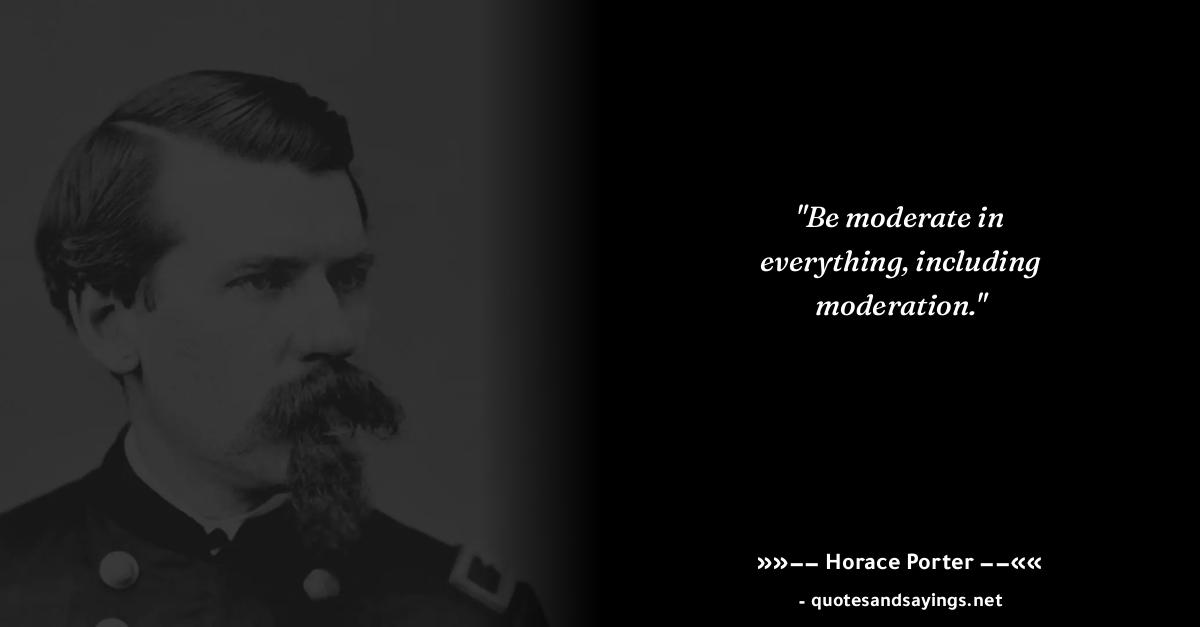 "Be moderate in
everything, including
moderation."
»»−− Horace Porter −−««
- quotesandsayings.net